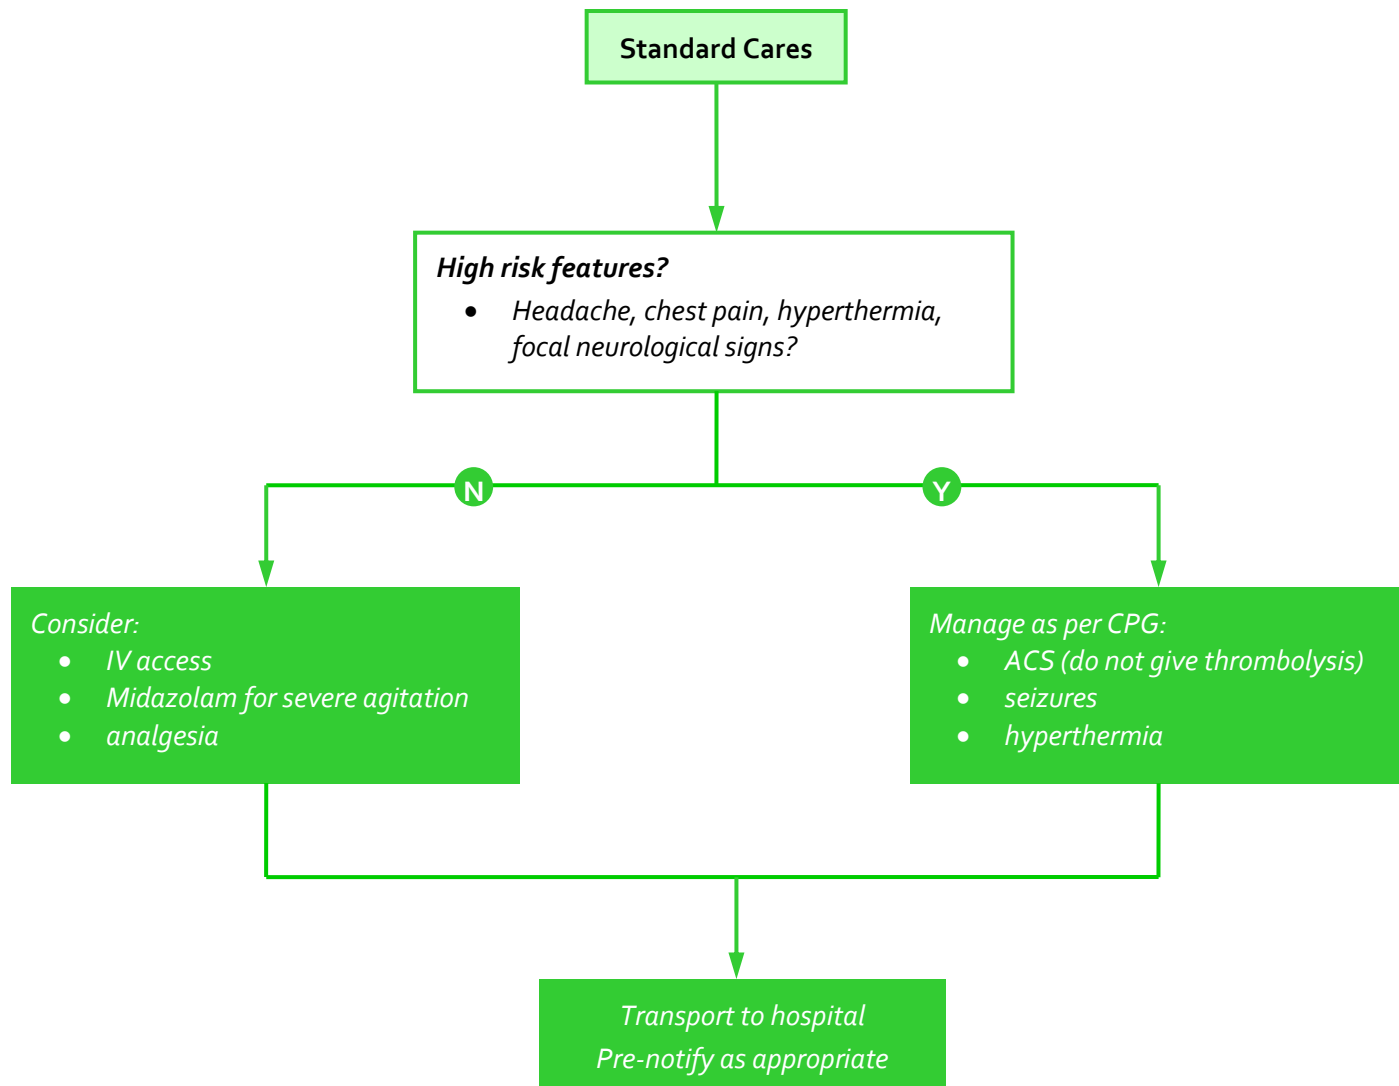 Standard Cares
High risk features?
• Headache, chest pain, hyperthermia,
focal neurological signs?
N
Y
Consider:
• IV access
• Midazolam for severe agitation
• analgesia
Manage as per CPG:
• ACS (do not give thrombolysis)
• seizures
• hyperthermia
Transport to hospital
Pre-notify as appropriate